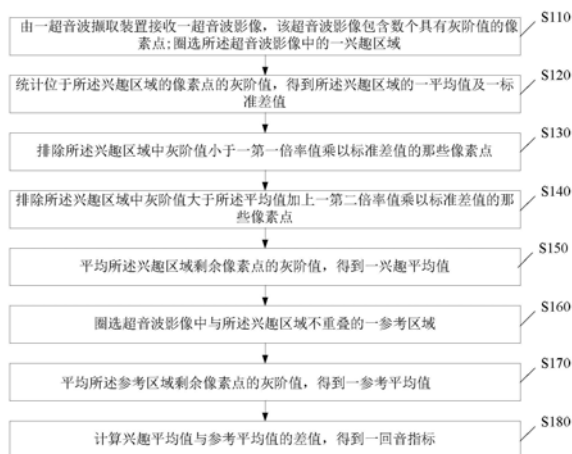 由一超音波撷取装置接收一超音波影像，该超音波影像包含数个具有灰阶值的像
素点;圈选所述超音波影像中的一兴趣区域
S110
统计位于所述兴趣区域的像素点的灰阶值，得到所述兴趣区域的一平均值及一标
准差值
S120
排除所述兴趣区域中灰阶值小于一第一倍率值乘以标准差值的那些像素点
S130
排除所述兴趣区域中灰阶值大于所述平均值加上一第二倍率值乘以标准差值的那
些像素点
S140
平均所述兴趣区域剩余像素点的灰阶值，得到一兴趣平均值
S150
圈选超音波影像中与所述兴趣区域不重叠的一参考区域
S160
平均所述参考区域剩余像素点的灰阶值，得到一参考平均值
S170
计算兴趣平均值与参考平均值的差值，得到一回音指标
S180